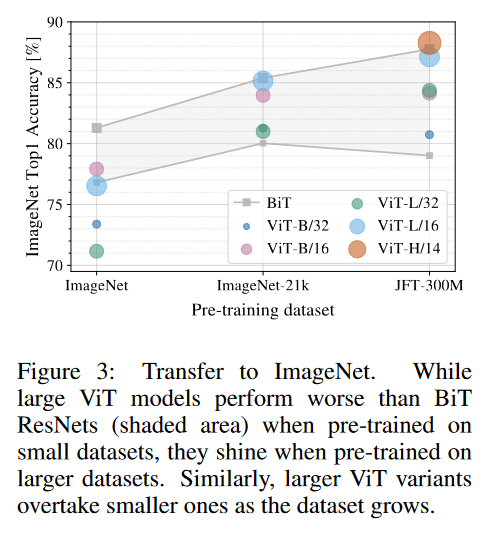 90
85
80
75
70
ImageNet Top1 Accuracy [%]
BiT
ViT-B/32
ViT-B/16
ViT-L/32
ViT-L/16
ViT-H/14
ImageNet
ImageNet-21k
JFT-300M
Pre-training dataset
Figure 3: Transfer to ImageNet. While
large ViT models perform worse than BiT
ResNets (shaded area) when pre-trained on
small datasets, they shine when pre-trained on
larger datasets. Similarly, larger ViT variants
overtake smaller ones as the dataset grows.